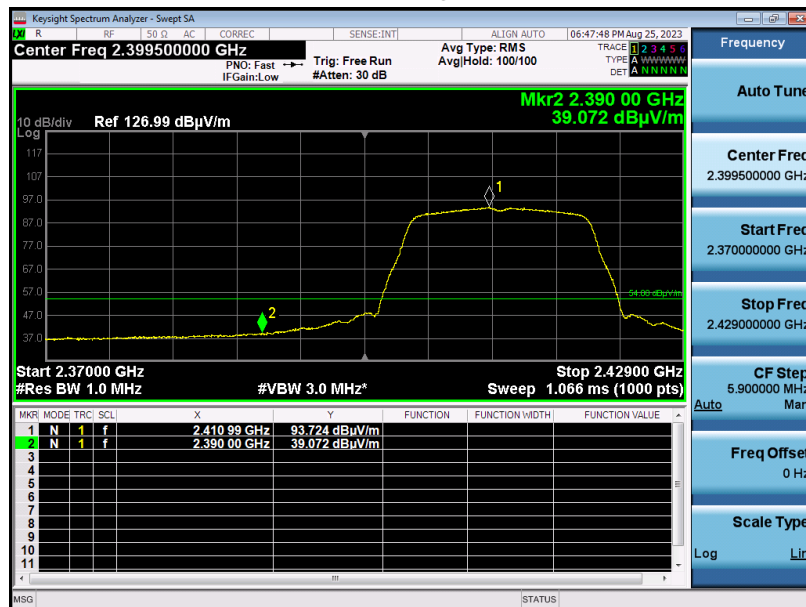 Keysight Spectrum Analyzer - Swept SA
LXI R RF 50 Ω AC CORREC SENSE:INT ALIGN AUTO 06:47:48 PM Aug 25, 2023
Center Freq 2.399500000 GHz
PNO: Fast
IFGain:Low
Trig: Free Run
#Atten: 30 dB
Avg Type: RMS
Avg|Hold: 100/100
TRACE 1 2 3 4 5 6
TYPE A WWWWW
DET A N N N N N
Mkr2 2.390 00 GHz
39.072 dBµV/m
10 dB/div Ref 126.99 dBµV/m
Log
117
107
97.0
87.0
77.0
67.0
57.0
47.0
37.0
1
2
54.00 dBµV/m
Start 2.37000 GHz Stop 2.42900 GHz
#Res BW 1.0 MHz #VBW 3.0 MHz* Sweep 1.066 ms (1000 pts)
MKR MODE TRC SCL X Y FUNCTION FUNCTION WIDTH FUNCTION VALUE
1 N 1 f 2.410 99 GHz 93.724 dBµV/m
2 N 1 f 2.390 00 GHz 39.072 dBµV/m
3
4
5
6
7
8
9
10
11
MSG STATUS
Frequency
Auto Tune
Center Freq
2.399500000 GHz
Start Freq
2.370000000 GHz
Stop Freq
2.429000000 GHz
CF Step
5.900000 MHz
Auto Man
Freq Offset
0 Hz
Scale Type
Log Lin